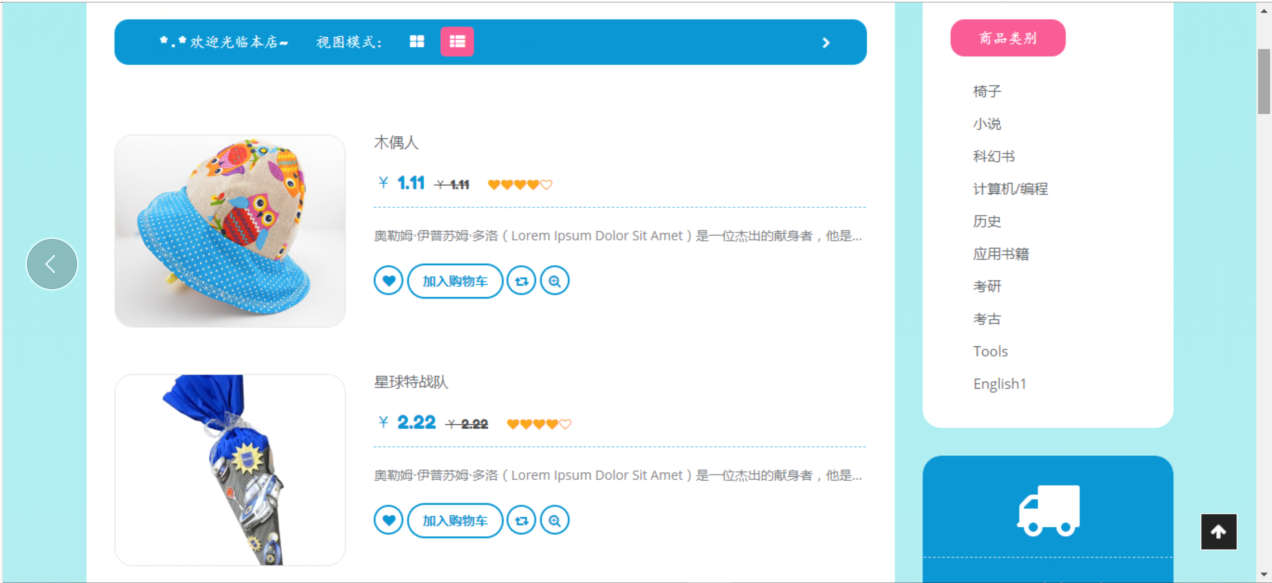 *.*欢迎光临本店~ 视图模式:
木偶人
¥ 1.11 ¥ 1.11
奥勒姆·伊普苏姆·多洛（Lorem Ipsum Dolor Sit Amet）是一位杰出的献身者，他是...
加入购物车
星球特战队
¥ 2.22 ¥ 2.22
奥勒姆·伊普苏姆·多洛（Lorem Ipsum Dolor Sit Amet）是一位杰出的献身者，他是...
加入购物车
商品类别
椅子
小说
科幻书
计算机/编程
历史
应用书籍
考研
考古
Tools
English1